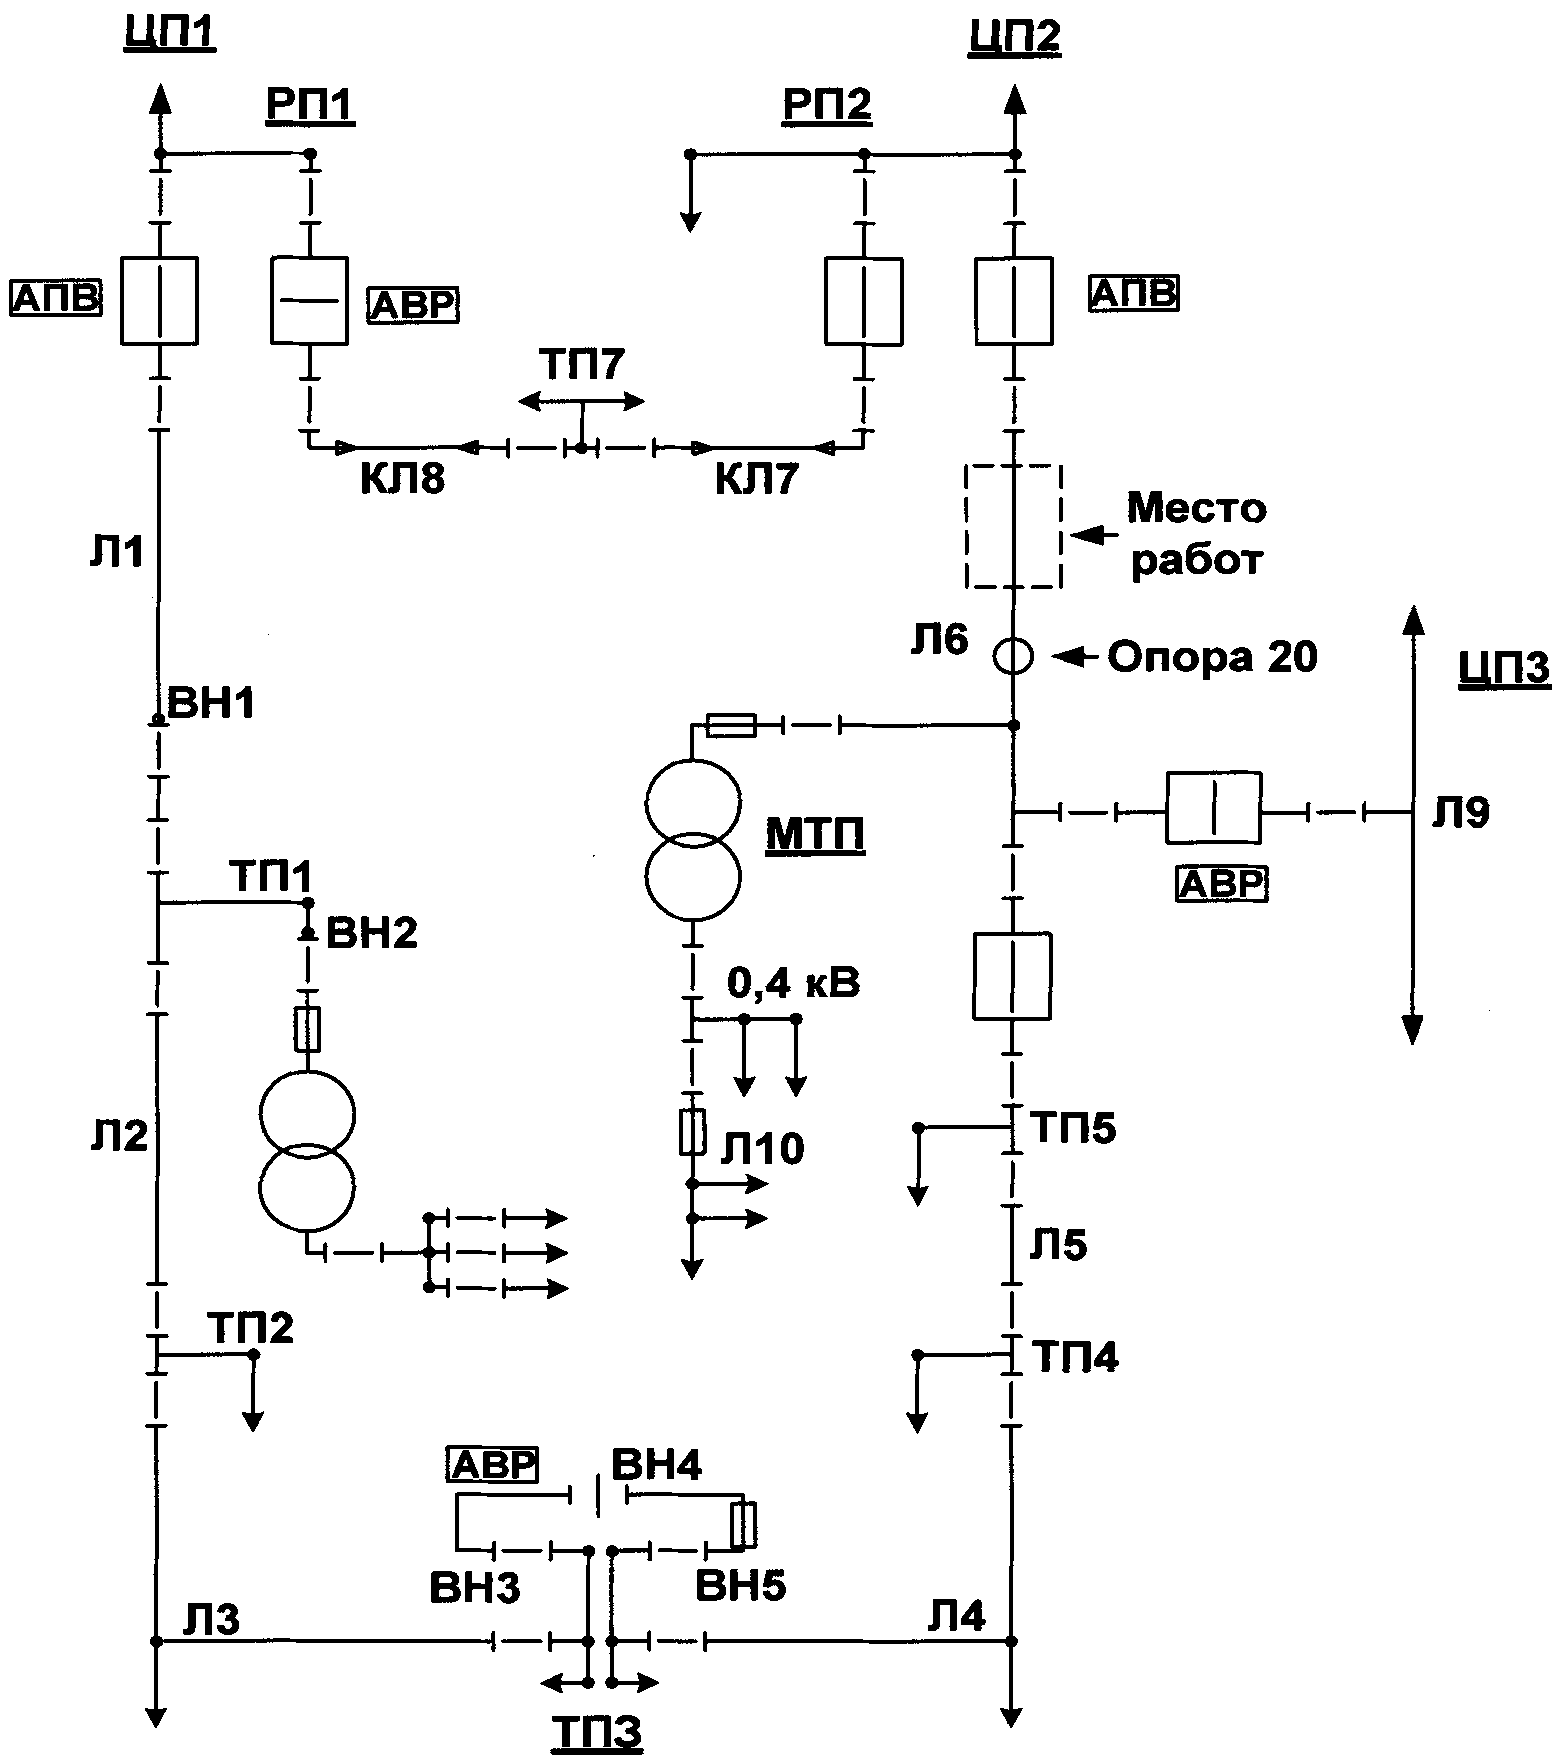 ЦП1
ЦП2
РП1
РП2
АПВ
АВР
АПВ
ТП7
КЛ8
КЛ7
Место
работ
Л1
Л6
Опора 20
ЦП3
ВН1
Л9
МТП
ТП1
АВР
ВН2
0,4 кВ
Л2
Л10
ТП5
Л5
ТП2
ТП4
АВР
ВН4
ВН3
ВН5
Л3
Л4
ТП3